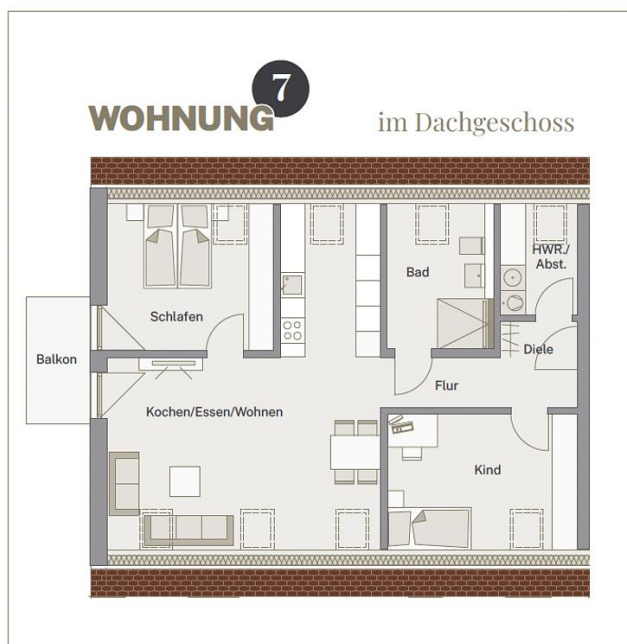 7
WOHNUNG
im Dachgeschoss
HWR./
Abst.
Bad
Schlafen
Diele
Balkon
Flur
Kochen/Essen/Wohnen
Kind